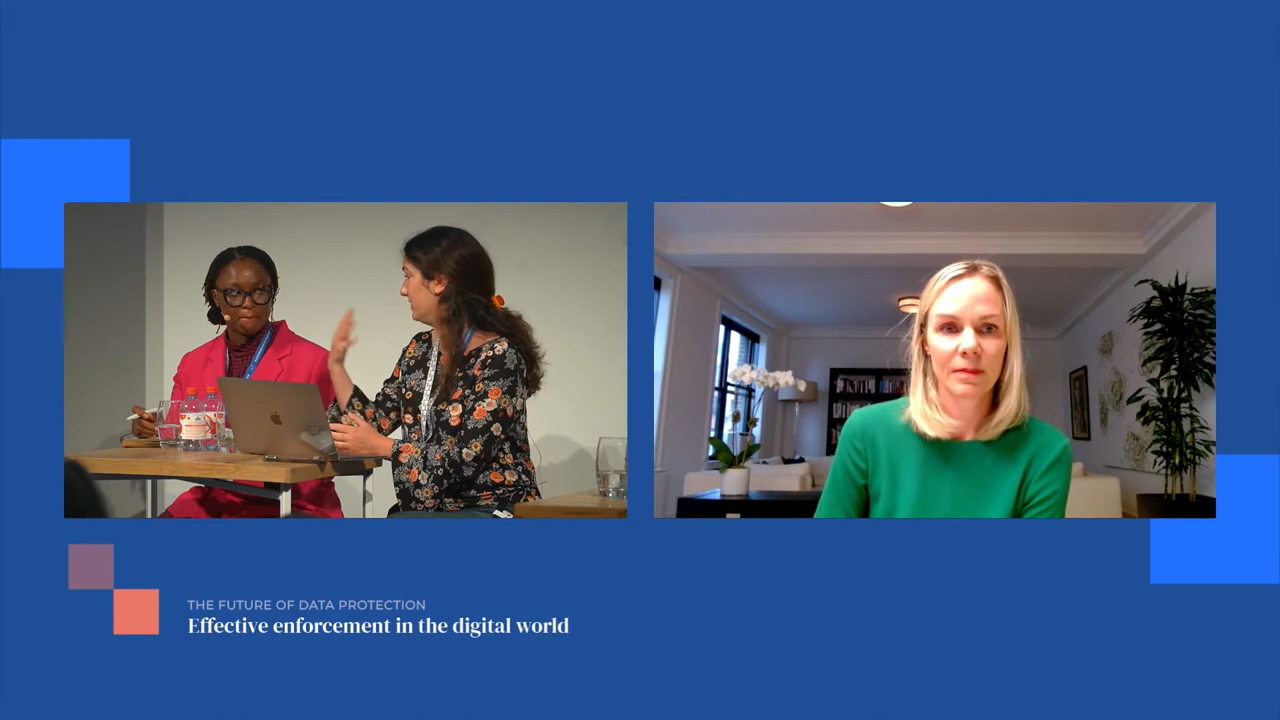 THE FUTURE OF DATA PROTECTION
Effective enforcement in the digital world